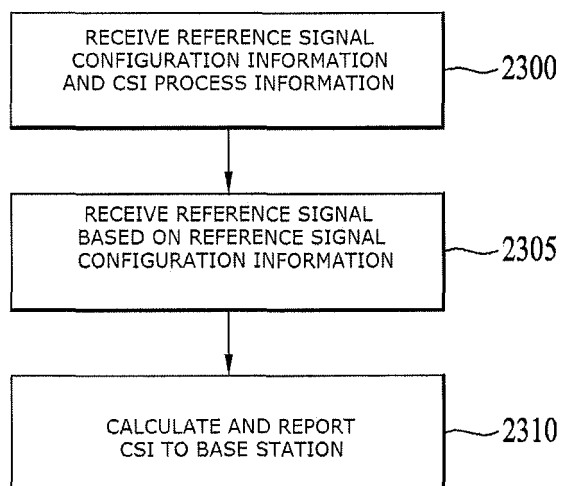 RECEIVE REFERENCE SIGNAL
CONFIGURATION INFORMATION
AND CSI PROCESS INFORMATION
2300
RECEIVE REFERENCE SIGNAL
BASED ON REFERENCE SIGNAL
CONFIGURATION INFORMATION
2305
CALCULATE AND REPORT
CSI TO BASE STATION
2310